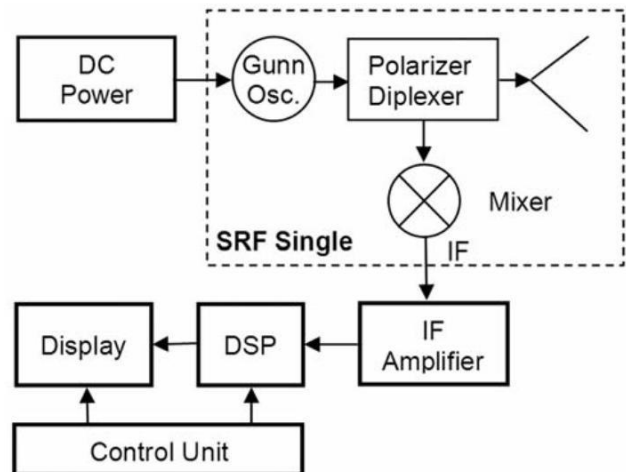 DC
Power
Gunn
Osc.
Polarizer
Diplexer
Mixer
SRF Single
IF
Display
DSP
IF
Amplifier
Control Unit